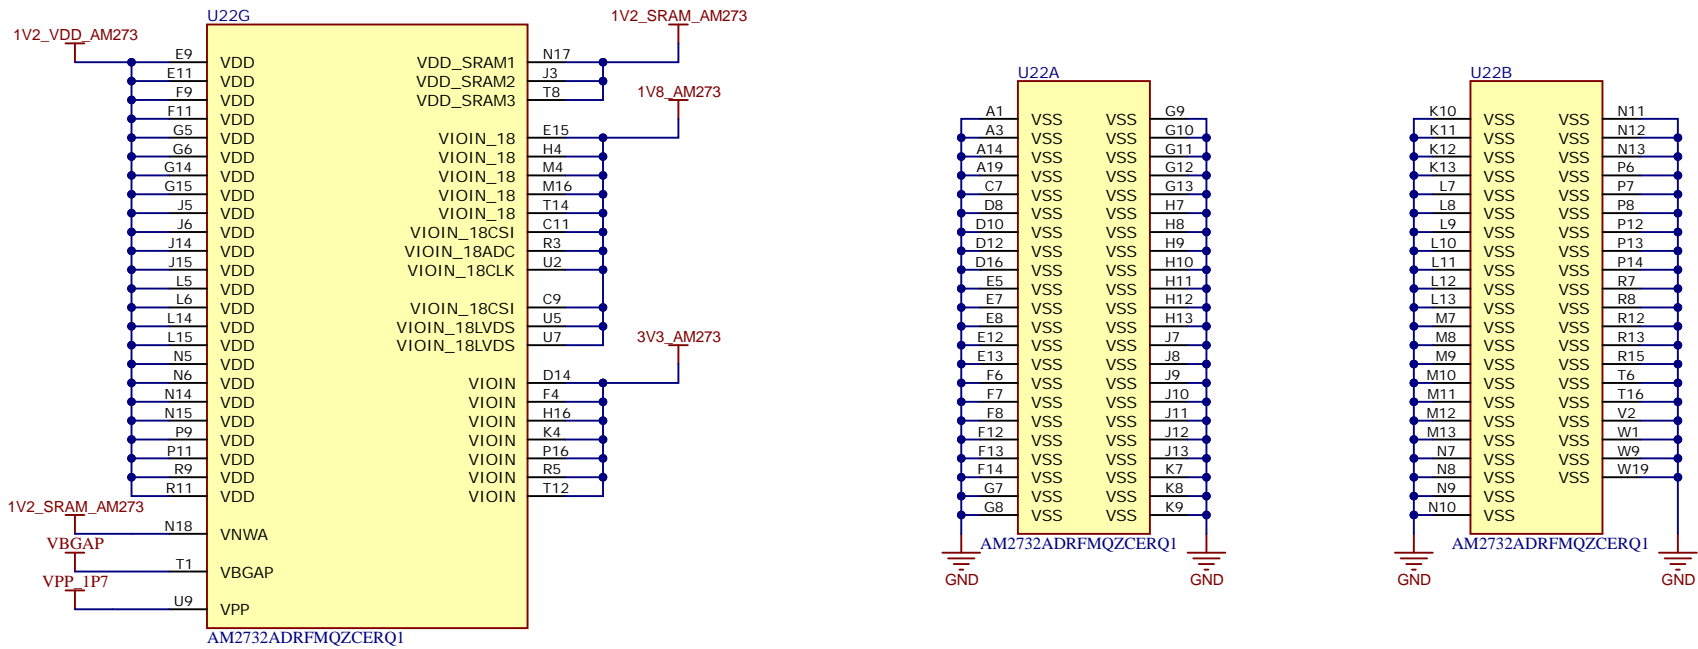 U22G
1V2_VDD_AM273
1V2_SRAM_AM273
E9 VDD VDD_SRAM1 N17
E11 VDD VDD_SRAM2 J3
F9 VDD VDD_SRAM3 T8
1V8_AM273
F11 VDD
G5 VDD VIOIN_18 E15
G6 VDD VIOIN_18 H4
G14 VDD VIOIN_18 M4
G15 VDD VIOIN_18 M16
J5 VDD VIOIN_18 T14
J6 VDD VIOIN_18CSI C11
J14 VDD VIOIN_18ADC R3
J15 VDD VIOIN_18CLK U2
L5 VDD
L6 VDD VIOIN_18CSI C9
L14 VDD VIOIN_18LVDS U5
L15 VDD VIOIN_18LVDS U7
3V3_AM273
N5 VDD
N6 VDD VIOIN D14
N14 VDD VIOIN F4
N15 VDD VIOIN H16
P9 VDD VIOIN K4
P11 VDD VIOIN P16
R9 VDD VIOIN R5
R11 VDD VIOIN T12
1V2_SRAM_AM273
N18 VNWA
VBGAP
T1 VBGAP
VPP_1P7
U9 VPP
AM2732ADRFMQZCERQ1
U22A
A1 VSS VSS G9
A3 VSS VSS G10
A14 VSS VSS G11
A19 VSS VSS G12
C7 VSS VSS G13
D8 VSS VSS H7
D10 VSS VSS H8
D12 VSS VSS H9
D16 VSS VSS H10
E5 VSS VSS H11
E7 VSS VSS H12
E8 VSS VSS H13
E12 VSS VSS J7
E13 VSS VSS J8
F6 VSS VSS J9
F7 VSS VSS J10
F8 VSS VSS J11
F12 VSS VSS J12
F13 VSS VSS J13
F14 VSS VSS K7
G7 VSS VSS K8
G8 VSS VSS K9
AM2732ADRFMQZCERQ1
GND GND
U22B
K10 VSS VSS N11
K11 VSS VSS N12
K12 VSS VSS N13
K13 VSS VSS P6
L7 VSS VSS P7
L8 VSS VSS P8
L9 VSS VSS P12
L10 VSS VSS P13
L11 VSS VSS P14
L12 VSS VSS R7
L13 VSS VSS R8
M7 VSS VSS R12
M8 VSS VSS R13
M9 VSS VSS R15
M10 VSS VSS T6
M11 VSS VSS T16
M12 VSS VSS V2
M13 VSS VSS W1
N7 VSS VSS W9
N8 VSS VSS W19
N9 VSS
N10 VSS
AM2732ADRFMQZCERQ1
GND GND